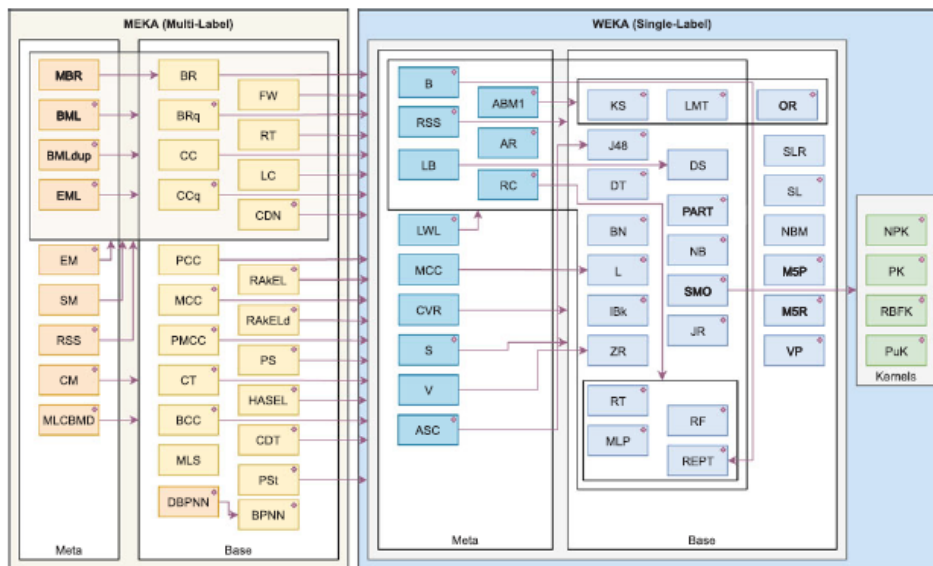 MEKA (Multi-Label)
MBR
BML
BMLdup
EML
EM
SM
RSS
CM
MLCBMD
Meta
BR
BRq
CC
CCq
PCC
MCC
PMCC
CT
BCC
MLS
DBPNN
FW
RT
LC
CDN
RAkEL
RAkELd
PS
HASEL
CDT
PSt
BPNN
Base
WEKA (Single-Label)
B
RSS
LB
LWL
MCC
CVR
S
V
ASC
ABM1
AR
RC
Meta
KS
LMT
OR
J48
DT
BN
L
IBk
ZR
DS
PART
NB
SMO
JR
SLR
SL
NBM
M5P
M5R
VP
RT
MLP
RF
REPT
Base
NPK
PK
RBFK
PuK
Kernels